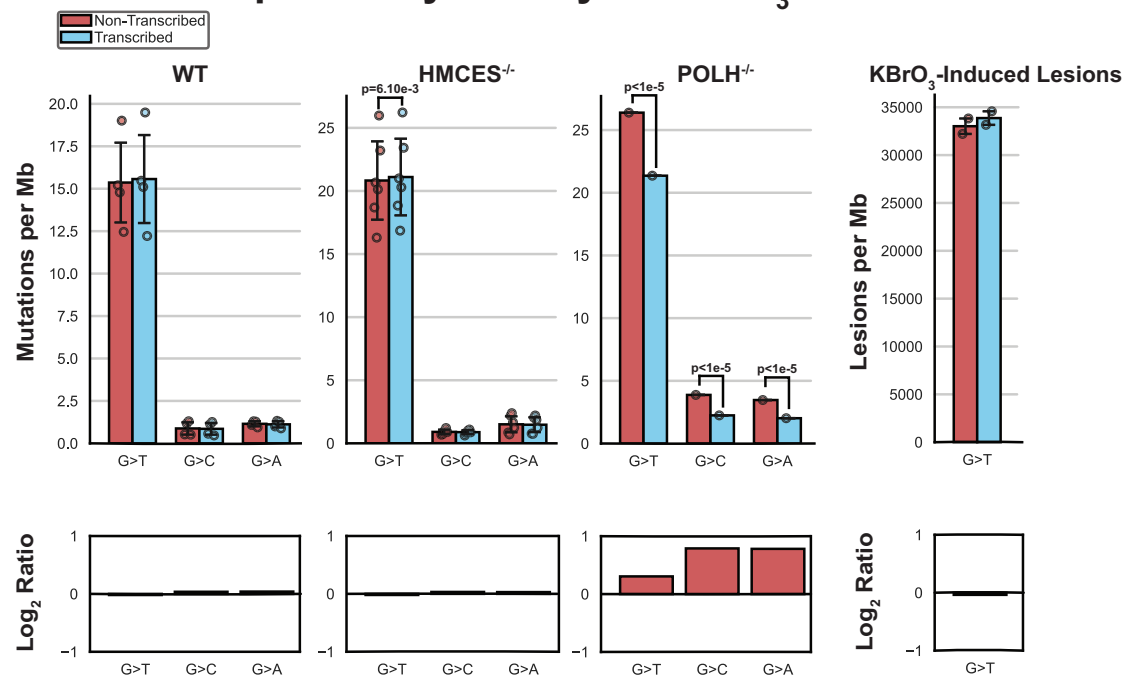 3
Non-Transcribed
Transcribed
WT
HMCES-/-
POLH-/-
KBrO3-Induced Lesions
Mutations per Mb
20.0
17.5
15.0
12.5
10.0
7.5
5.0
2.5
0.0
G>T G>C G>A
p=6.10e-3
25
20
15
10
5
0
G>T G>C G>A
p<1e-5
p<1e-5
p<1e-5
25
20
15
10
5
0
G>T G>C G>A
Lesions per Mb
35000
30000
25000
20000
15000
10000
5000
0
G>T
Log2 Ratio
1
0
−1
G>T G>C G>A
1
0
−1
G>T G>C G>A
1
0
−1
G>T G>C G>A
Log2 Ratio
1
0
−1
G>T